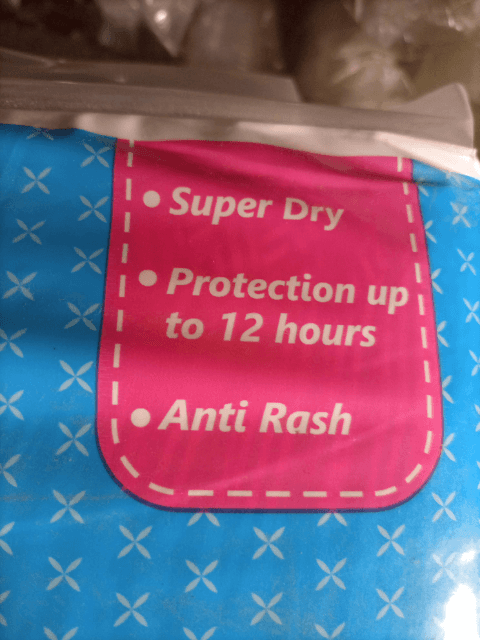 • Super Dry
• Protection up
to 12 hours
• Anti Rash